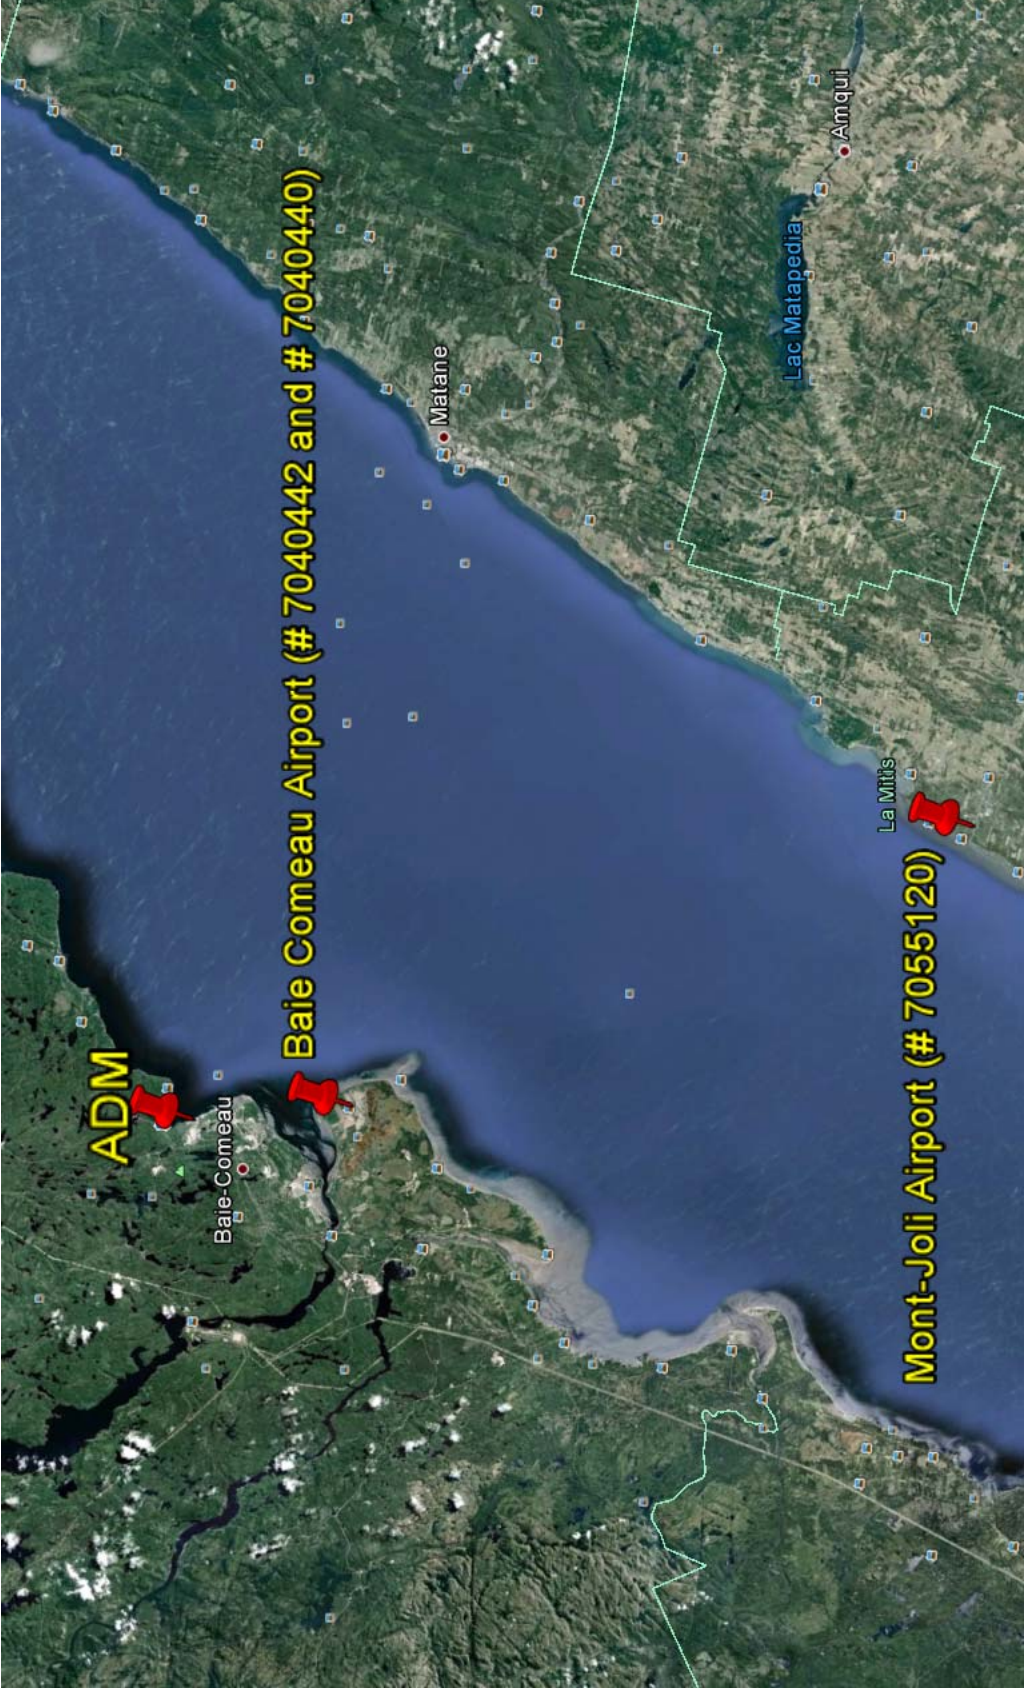 ADM
Baie-Comeau
Baie Comeau Airport (# 7040442 and # 7040440)
Matane
Lac Matapedia
Amqui
La Mitis
Mont-Joli Airport (# 7055120)